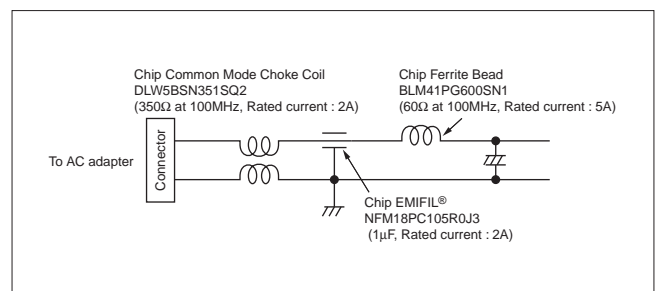 Chip Common Mode Choke Coil
DLW5BSN351SQ2
(350Ω at 100MHz, Rated current : 2A)
Chip Ferrite Bead
BLM41PG600SN1
(60Ω at 100MHz, Rated current : 5A)
To AC adapter
Connector
Chip EMIFIL®
NFM18PC105R0J3
(1μF, Rated current : 2A)